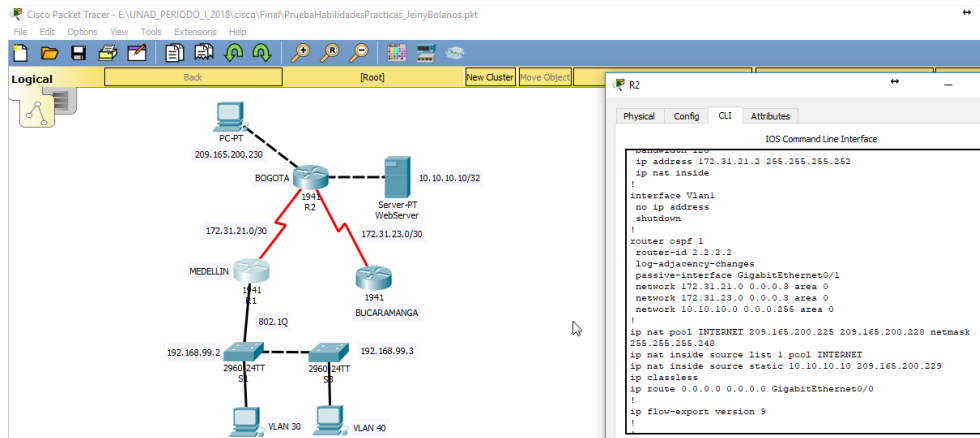 Cisco Packet Tracer - E:\UNAD_PERIODO_I_2018\cisco\Final\PruebaHabilidadesPracticas_JeinyBolanos.pkt
File Edit Options View Tools Extensions Help
Logical Back [Root] New Cluster Move Object
PC-PT
209.165.200.230
BOGOTA
1941
R2
10.10.10.10/32
Server-PT
WebServer
172.31.21.0/30
172.31.23.0/30
MEDELLIN
1941
R1
1941
BUCARAMANGA
802.1Q
192.168.99.2
192.168.99.3
2960-24TT
S1
2960-24TT
S3
VLAN 30
VLAN 40
R2
Physical Config CLI Attributes
IOS Command Line Interface
bandwidth 128
ip address 172.31.21.2 255.255.255.252
ip nat inside
!
interface Vlan1
no ip address
shutdown
!
router ospf 1
router-id 2.2.2.2
log-adjacency-changes
passive-interface GigabitEthernet0/1
network 172.31.21.0 0.0.0.3 area 0
network 172.31.23.0 0.0.0.3 area 0
network 10.10.10.0 0.0.0.255 area 0
!
ip nat pool INTERNET 209.165.200.225 209.165.200.228 netmask
255.255.255.248
ip nat inside source list 1 pool INTERNET
ip nat inside source static 10.10.10.10 209.165.200.229
ip classless
ip route 0.0.0.0 0.0.0.0 GigabitEthernet0/0
!
ip flow-export version 9
!